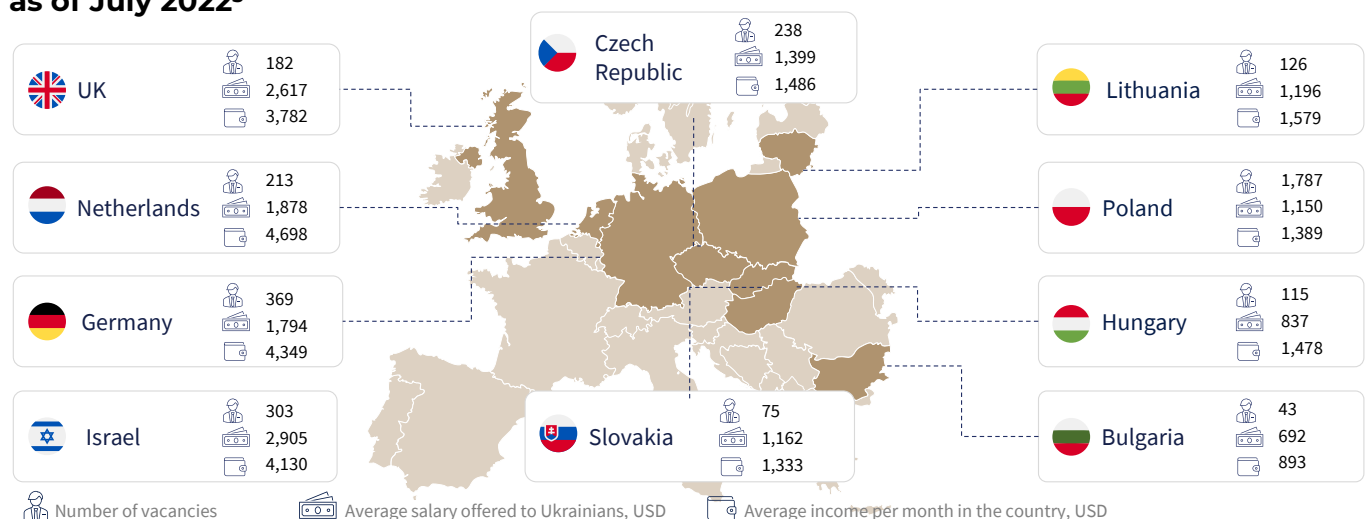 as of July 2022
UK
182
2,617
3,782
Czech
Republic
238
1,399
1,486
Lithuania
126
1,196
1,579
Netherlands
213
1,878
4,698
Poland
1,787
1,150
1,389
Germany
369
1,794
4,349
Hungary
115
837
1,478
Israel
303
2,905
4,130
Slovakia
75
1,162
1,333
Bulgaria
43
692
893
Number of vacancies
Average salary offered to Ukrainians, USD
Average income per month in the country, USD